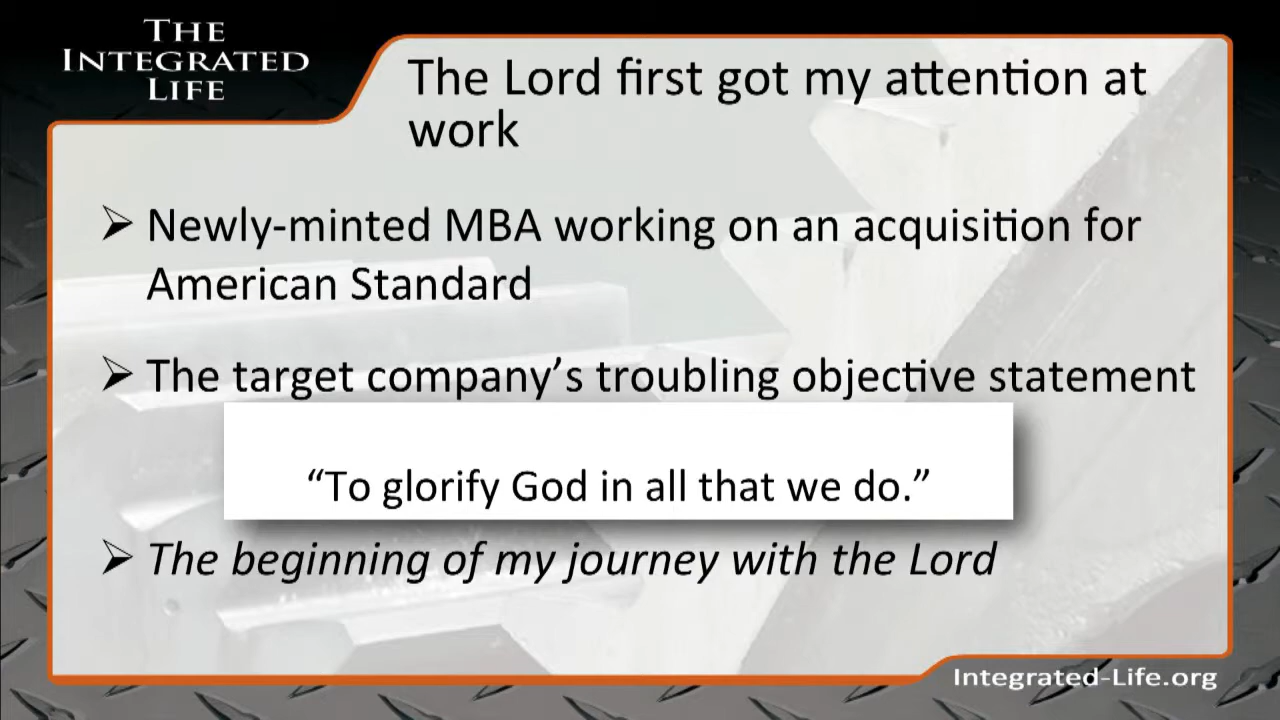 THE
INTEGRATED
LIFE
The Lord first got my attention at
work
➢ Newly-minted MBA working on an acquisition for
American Standard
➢ The target company’s troubling objective statement
“To glorify God in all that we do.”
➢ The beginning of my journey with the Lord
Integrated-Life.org